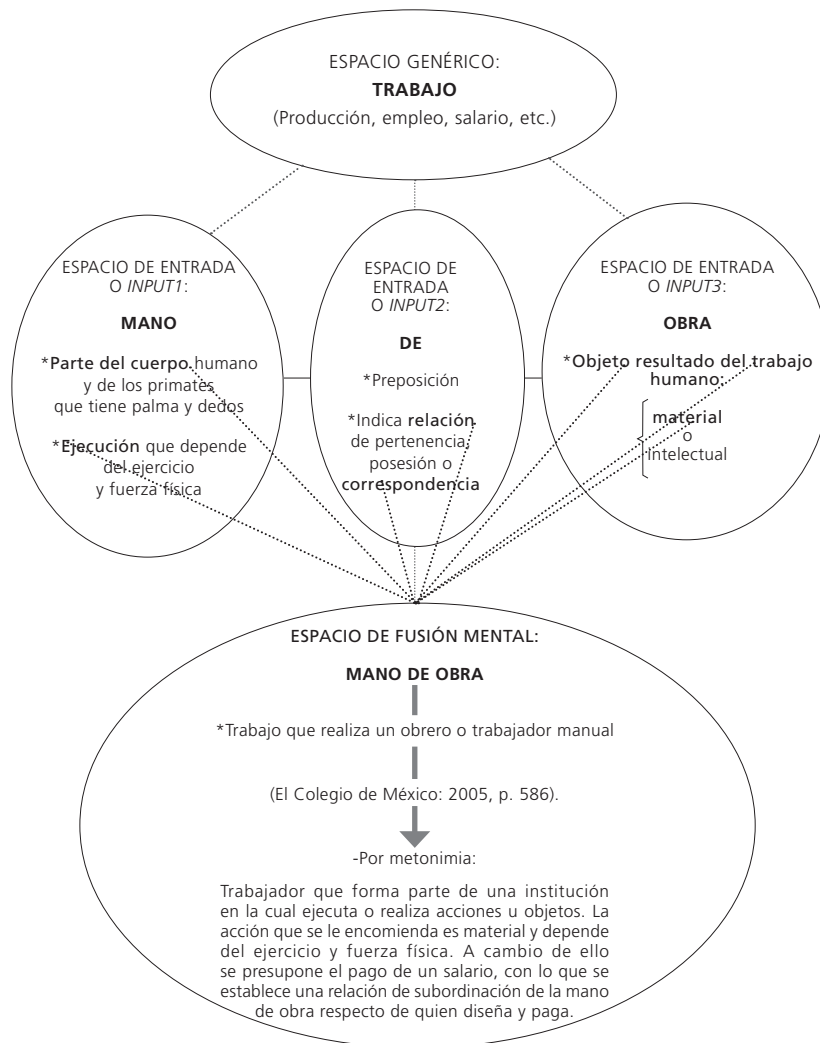 ESPACIO GENÉRICO:
TRABAJO
(Producción, empleo, salario, etc.)
ESPACIO DE ENTRADA
O INPUT1:
MANO
*Parte del cuerpo humano
y de los primates
que tiene palma y dedos
*Ejecución que depende
del ejercicio
y fuerza física
ESPACIO DE
ENTRADA
O INPUT2:
DE
*Preposición
*Indica relación
de pertenencia,
posesión o
correspondencia
ESPACIO DE ENTRADA
O INPUT3:
OBRA
*Objeto resultado del trabajo
humano:
material
o
intelectual
ESPACIO DE FUSIÓN MENTAL:
MANO DE OBRA
*Trabajo que realiza un obrero o trabajador manual
(El Colegio de México: 2005, p. 586).
-Por metonimia:
Trabajador que forma parte de una institución
en la cual ejecuta o realiza acciones u objetos. La
acción que se le encomienda es material y depende
del ejercicio y fuerza física. A cambio de ello
se presupone el pago de un salario, con lo que se
establece una relación de subordinación de la mano
de obra respecto de quien diseña y paga.